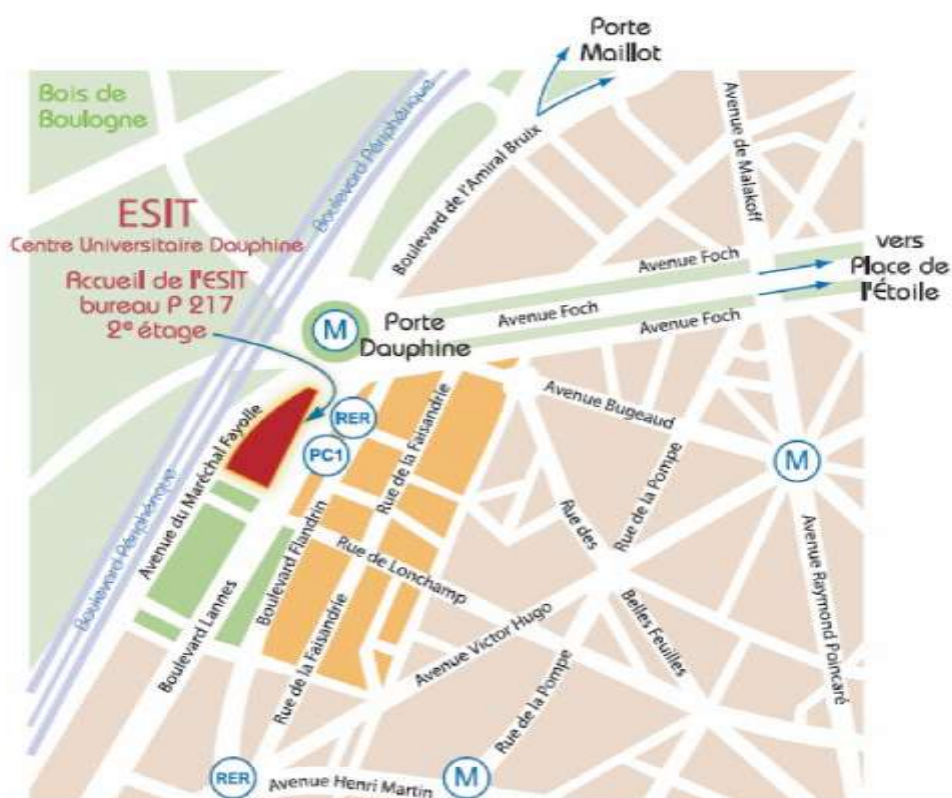 Porte
Maillot
Bois de
Boulogne
Boulevard Périphérique
Boulevard Périphérique
Boulevard de l'Amiral Bruix
Avenue de Malakoff
ESIT
Centre Universitaire Dauphine
Accueil de l'ESIT
bureau P 217
2e étage
Avenue Foch
Avenue Foch
Avenue Foch
vers
Place de
l'Étoile
M
Porte
Dauphine
RER
PC1
Avenue Bugeaud
M
Avenue du Maréchal Fayolle
Boulevard Périphérique
Rue de la Faisandrie
Rue de la Pompe
Rue des
Belles Feuilles
Boulevard Flandrin
Rue de Lonchamp
Avenue Raymond Poincaré
Boulevard Lannes
Rue de la Faisandrie
Avenue Victor Hugo
Rue de la Pompe
RER
Avenue Henri Martin
M